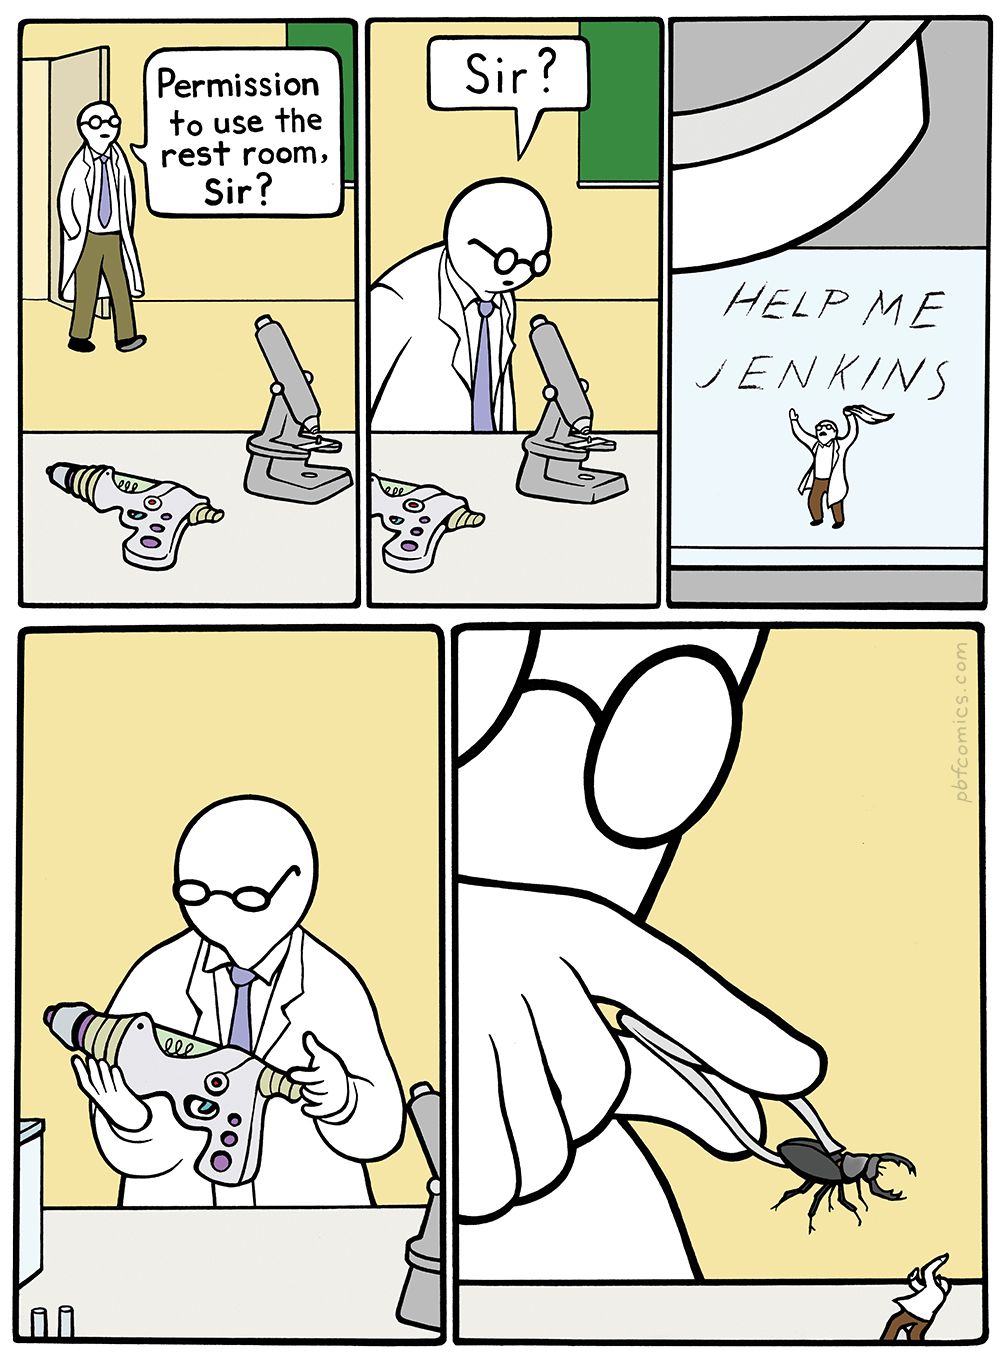 Permission
to use the
rest room,
Sir?
Sir?
HELP ME
JENKINS
pbfcomics.com